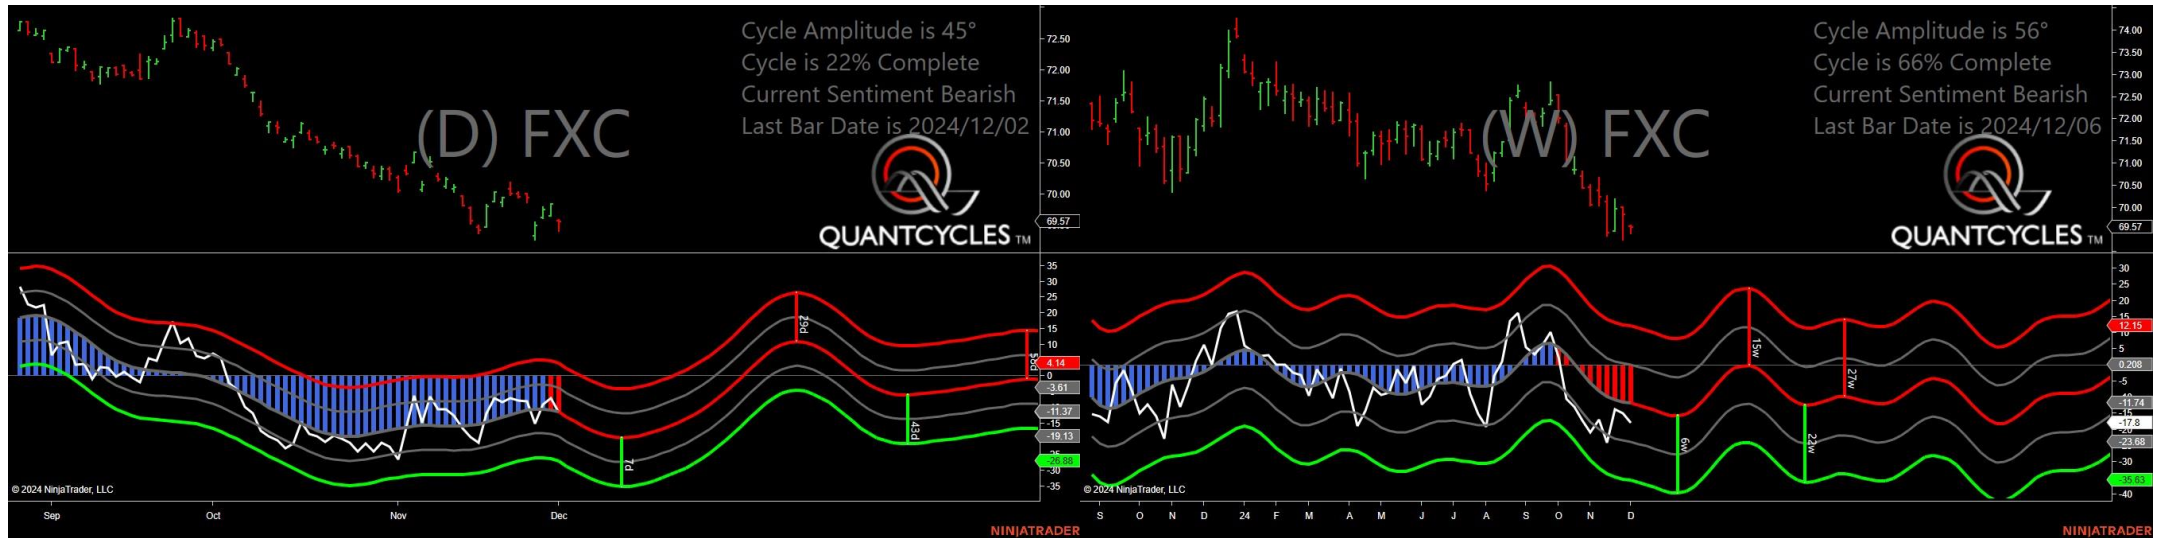 Cycle Amplitude is 45°
Cycle is 22% Complete
Current Sentiment Bearish
Last Bar Date is 2024/12/02
(D) FXC
QUANTCYCLES TM
72.50
72.00
71.50
71.00
70.50
70.00
69.57
35
30
25
20
15
10
58d
4.14
0
-3.61
-11.37
-15
-19.13
-26.88
-30
-35
29d
43d
7d
© 2024 NinjaTrader, LLC
Sep Oct Nov Dec
NINJATRADER
Cycle Amplitude is 56°
Cycle is 66% Complete
Current Sentiment Bearish
Last Bar Date is 2024/12/06
(W) FXC
QUANTCYCLES TM
74.00
73.50
73.00
72.50
72.00
71.50
71.00
70.50
70.00
69.57
30
25
20
15
12.15
5
0.208
-5
-11.74
-15
-17.8
-23.68
-30
-35.63
-40
15w
27w
6w
22w
© 2024 NinjaTrader, LLC
S O N D 24 F M A M J J A S O N D
NINJATRADER